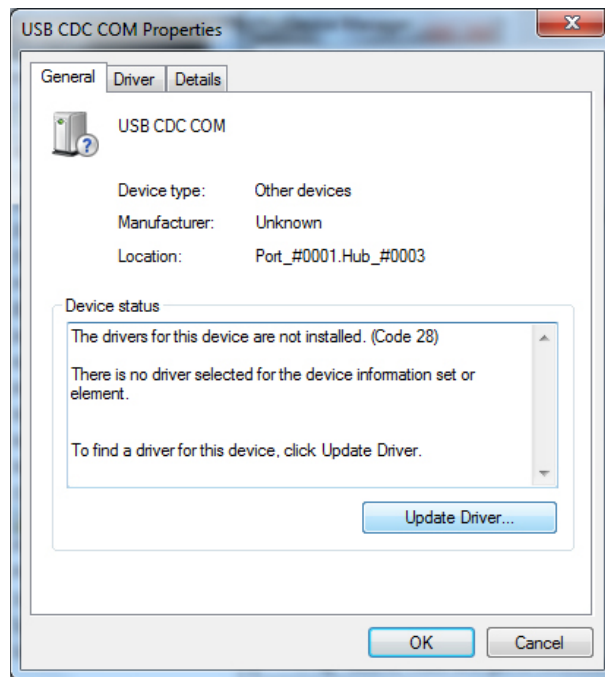 USB CDC COM Properties
General
Driver
Details
USB CDC COM
Device type: Other devices
Manufacturer: Unknown
Location: Port_#0001.Hub_#0003
Device status
The drivers for this device are not installed. (Code 28)
There is no driver selected for the device information set or
element.
To find a driver for this device, click Update Driver.
Update Driver...
OK
Cancel